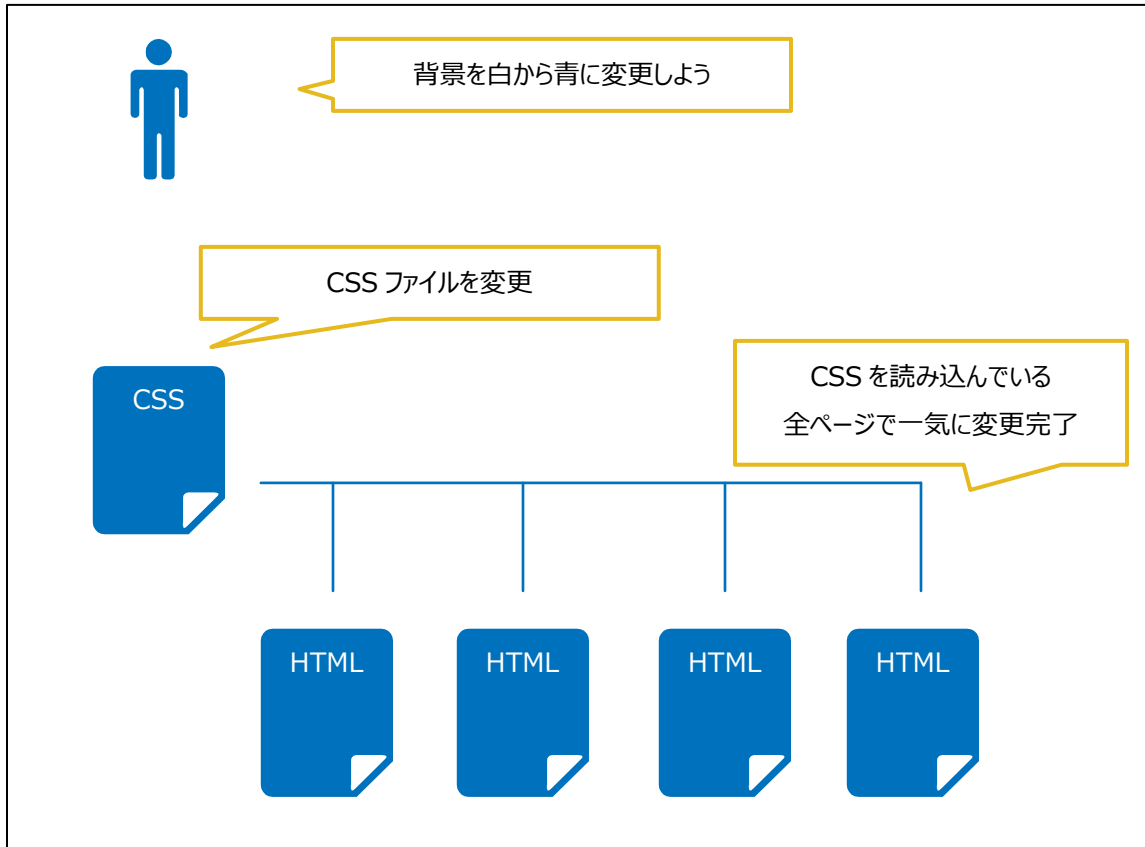 背景を白から青に変更しよう
CSS ファイルを変更
CSS を読み込んでいる
全ページで一気に変更完了
CSS
HTML
HTML
HTML
HTML